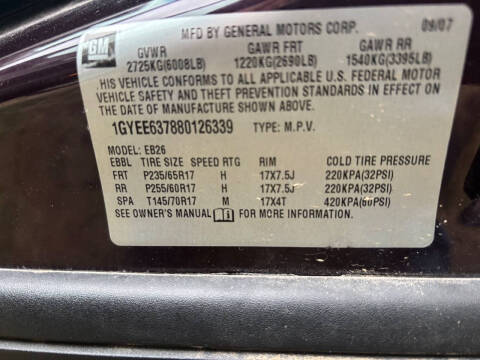 GM
MFD BY GENERAL MOTORS CORP. 09/07
GVWR GAWR FRT GAWR RR
2725KG(6008LB) 1220KG(2690LB) 1540KG(3395LB)
THIS VEHICLE CONFORMS TO ALL APPLICABLE U.S. FEDERAL MOTOR
VEHICLE SAFETY AND THEFT PREVENTION STANDARDS IN EFFECT ON
THE DATE OF MANUFACTURE SHOWN ABOVE.
1GYEE637880126339 TYPE: M.P.V.
MODEL: EB26
EBBL TIRE SIZE SPEED RTG RIM COLD TIRE PRESSURE
FRT P235/65R17 H 17X7.5J 220KPA(32PSI)
RR P255/60R17 H 17X7.5J 220KPA(32PSI)
SPA T145/70R17 M 17X4T 420KPA(60PSI)
SEE OWNER'S MANUAL FOR MORE INFORMATION.